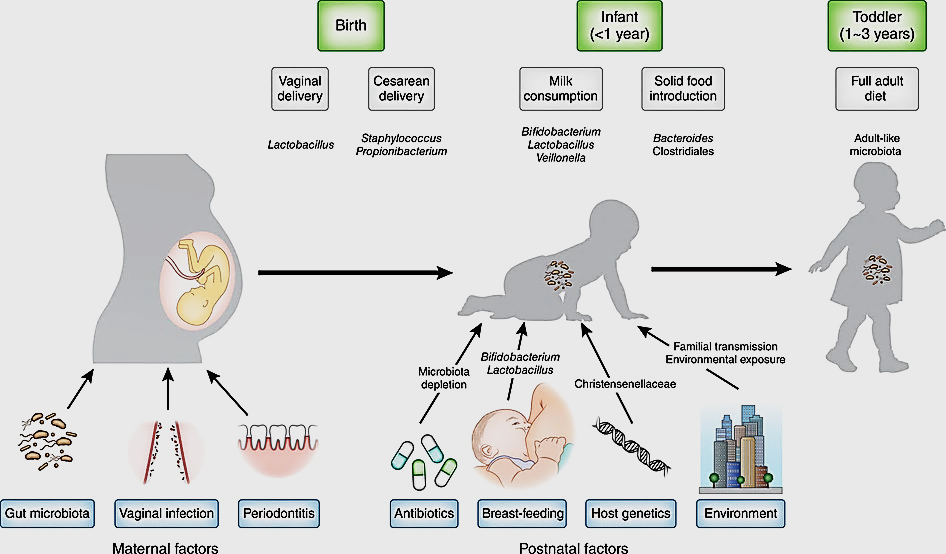 Birth
Infant
(<1 year)
Toddler
(1~3 years)
Vaginal
delivery
Cesarean
delivery
Milk
consumption
Solid food
introduction
Full adult
diet
Lactobacillus
Staphylococcus
Propionibacterium
Bifidobacterium
Lactobacillus
Veillonella
Bacteroides
Clostridiales
Adult-like
microbiota
Microbiota
depletion
Bifidobacterium
Lactobacillus
Christensenellaceae
Familial transmission
Environmental exposure
Gut microbiota
Vaginal infection
Periodontitis
Antibiotics
Breast-feeding
Host genetics
Environment
Maternal factors
Postnatal factors